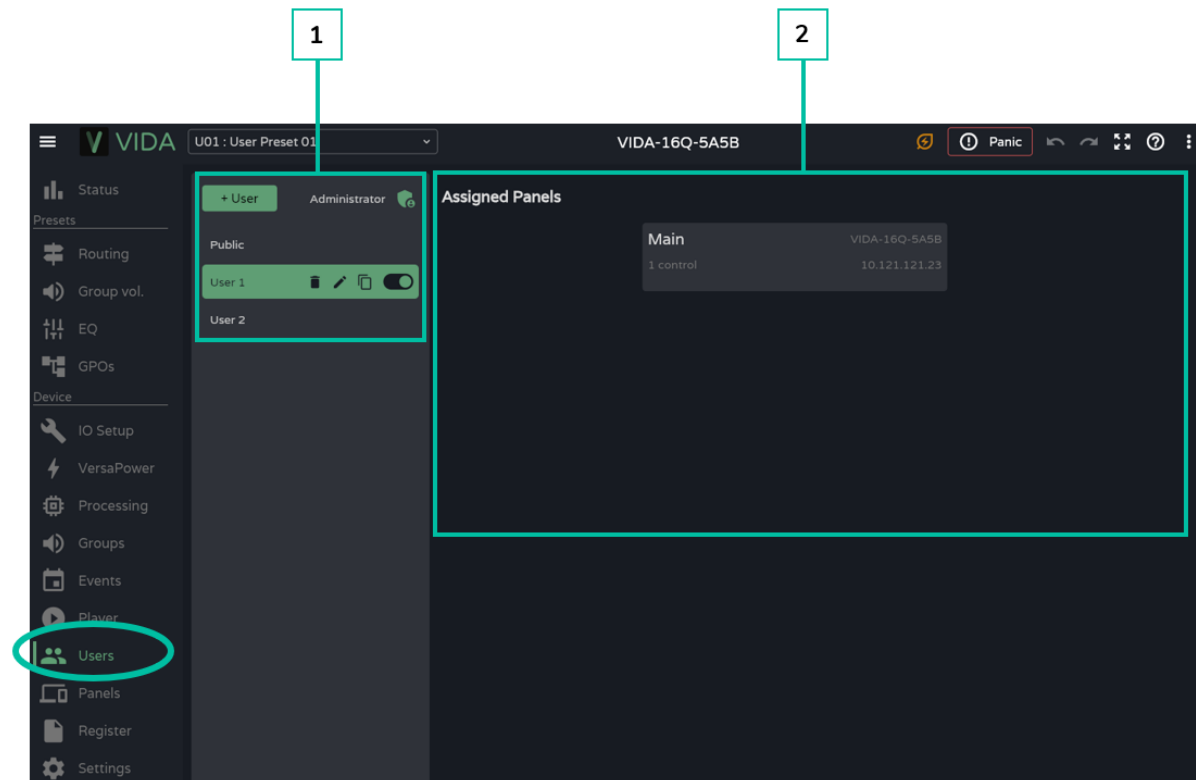 1
2
VIDA
U01 : User Preset 01
VIDA-16Q-5A5B
Panic
Status
Presets
Routing
Group vol.
EQ
GPOs
Device
IO Setup
VersaPower
Processing
Groups
Events
Player
Users
Panels
Register
Settings
+ User
Administrator
Public
User 1
User 2
Assigned Panels
Main
VIDA-16Q-5A5B
1 control
10.121.121.23